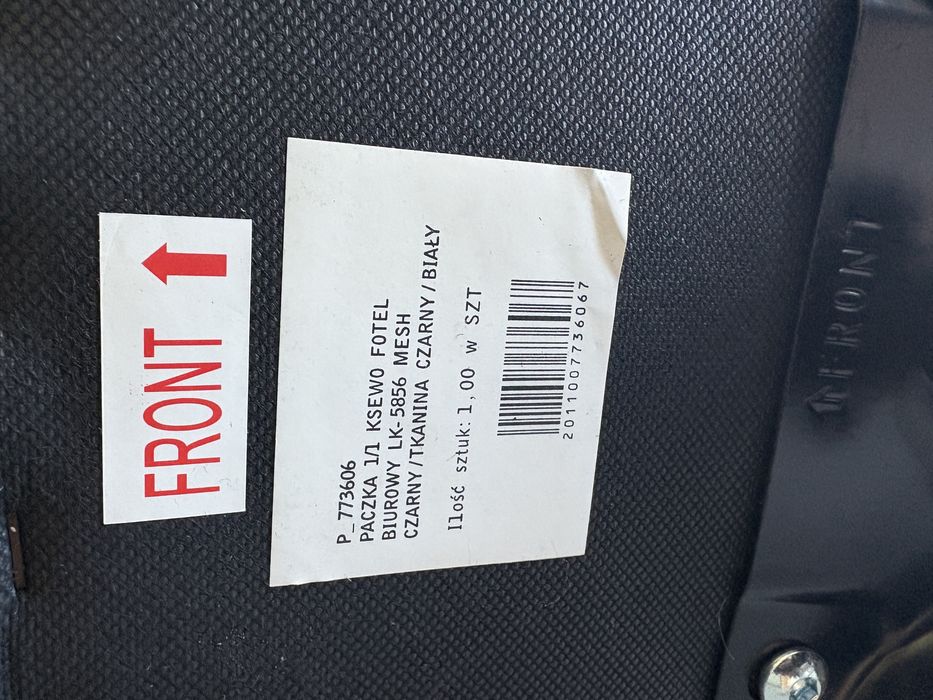 FRONT
P_773606
PACZKA 1/1 KSEWO FOTEL
BIUROWY LK-5856 MESH
CZARNY/TKANINA CZARNY/BIAŁY
Ilość sztuk: 1,00 w SZT
2011007736067
FRONT